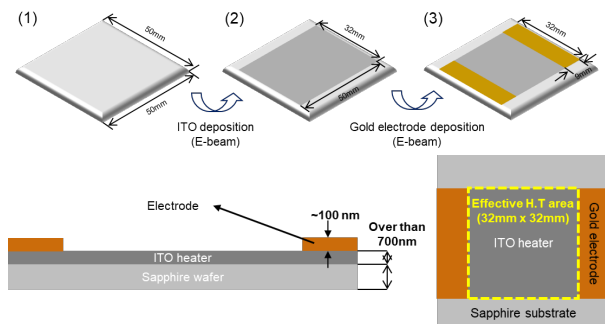 (1)
50mm
50mm
ITO deposition
(E-beam)
(2)
32mm
50mm
Gold electrode deposition
(E-beam)
(3)
32mm
9mm
Electrode
~100 nm
Over than
700nm
ITO heater
Sapphire wafer
Effective H.T area
(32mm x 32mm)
ITO heater
Gold electrode
Sapphire substrate